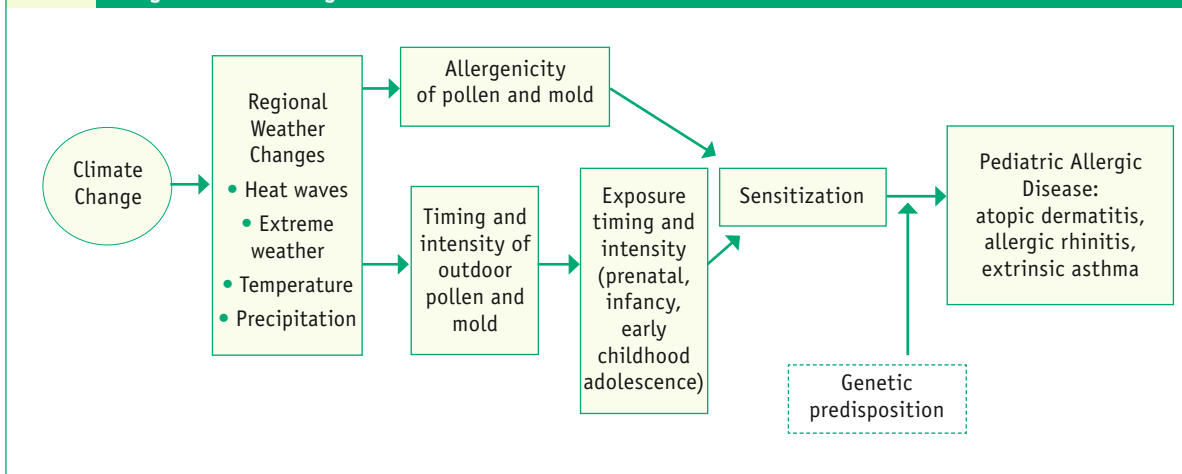 Climate
Change
Regional
Weather
Changes
• Heat waves
• Extreme
weather
• Temperature
• Precipitation
Allergenicity
of pollen and mold
Timing and
intensity of
outdoor
pollen and
mold
Exposure
timing and
intensity
(prenatal,
infancy,
early
childhood
adolescence)
Sensitization
Genetic
predisposition
Pediatric Allergic
Disease:
atopic dermatitis,
allergic rhinitis,
extrinsic asthma